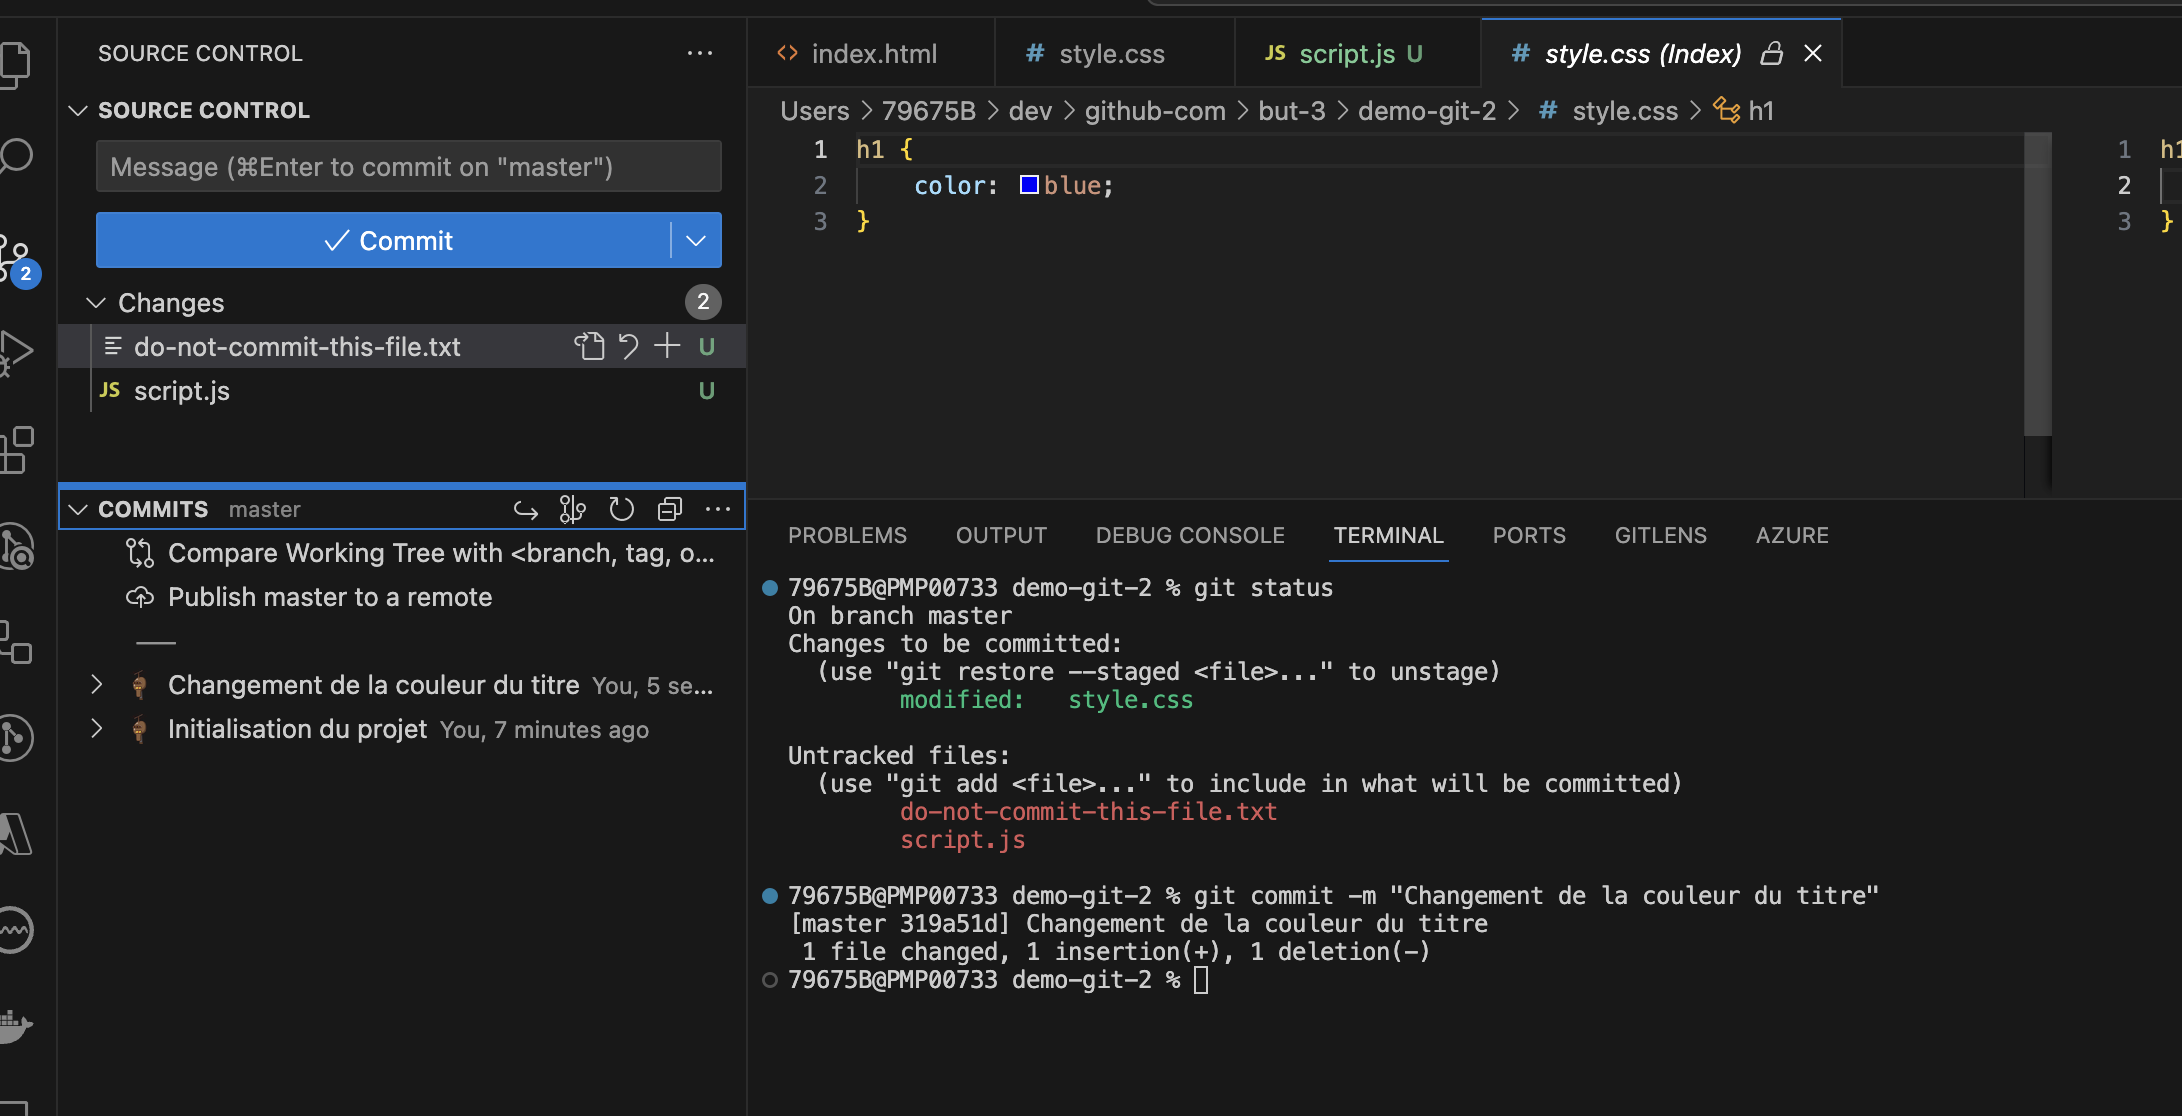 SOURCE CONTROL
SOURCE CONTROL
Message (⌘Enter to commit on "master")
Commit
2
Changes 2
do-not-commit-this-file.txt U
JS script.js U
COMMITS master
Compare Working Tree with <branch, tag, o...
Publish master to a remote
Changement de la couleur du titre You, 5 se...
Initialisation du projet You, 7 minutes ago
<> index.html
# style.css
JS script.js U
# style.css (Index)
Users > 79675B > dev > github-com > but-3 > demo-git-2 > # style.css > h1
1 h1 {
2 color: blue;
3 }
1 h1
2
3 }
PROBLEMS OUTPUT DEBUG CONSOLE TERMINAL PORTS GITLENS AZURE
79675B@PMP00733 demo-git-2 % git status
On branch master
Changes to be committed:
(use "git restore --staged <file>..." to unstage)
modified: style.css
Untracked files:
(use "git add <file>..." to include in what will be committed)
do-not-commit-this-file.txt
script.js
79675B@PMP00733 demo-git-2 % git commit -m "Changement de la couleur du titre"
[master 319a51d] Changement de la couleur du titre
1 file changed, 1 insertion(+), 1 deletion(-)
79675B@PMP00733 demo-git-2 %